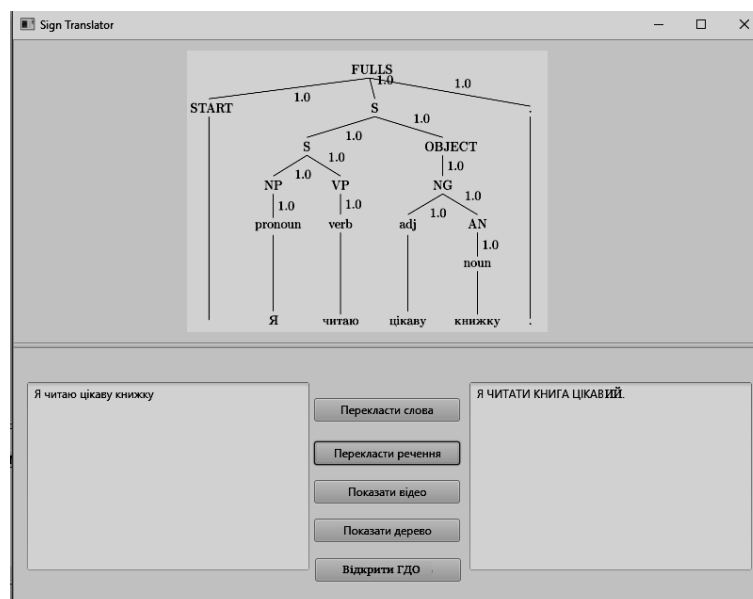 Sign Translator
FULLS
1.0 1.0 1.0
START S .
1.0 1.0
S OBJECT
1.0 1.0 1.0
NP VP NG
1.0 1.0 1.0 1.0
pronoun verb adj AN
1.0
noun
Я читаю цікаву книжку .
Я читаю цікаву книжку
Я ЧИТАТИ КНИГА ЦІКАВИЙ.
Перекласти слова
Перекласти речення
Показати відео
Показати дерево
Відкрити ГДО